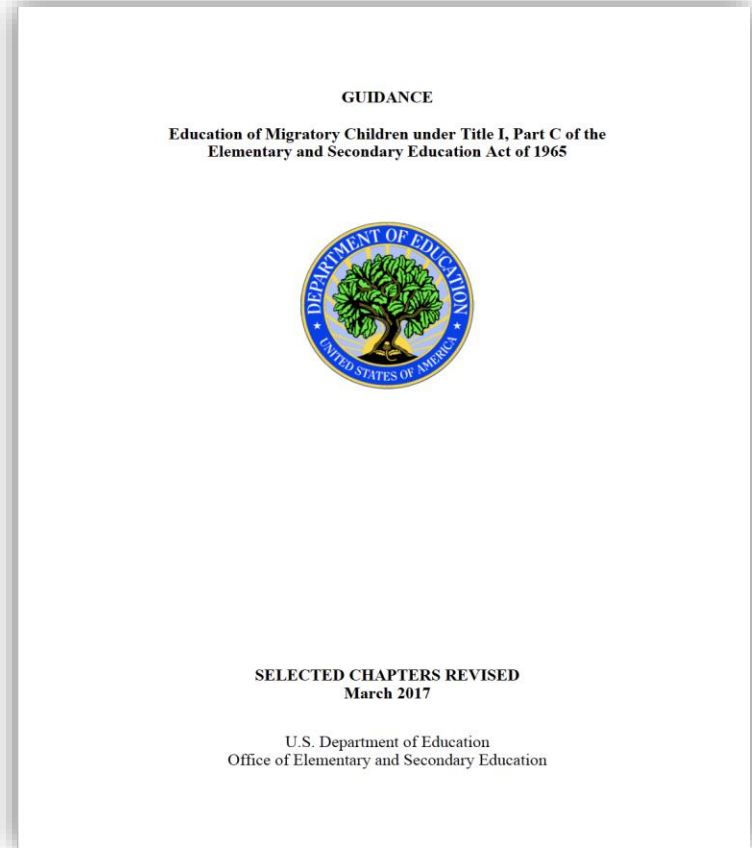 GUIDANCE
Education of Migratory Children under Title I, Part C of the
Elementary and Secondary Education Act of 1965
DEPARTMENT OF EDUCATION
UNITED STATES OF AMERICA
SELECTED CHAPTERS REVISED
March 2017
U.S. Department of Education
Office of Elementary and Secondary Education